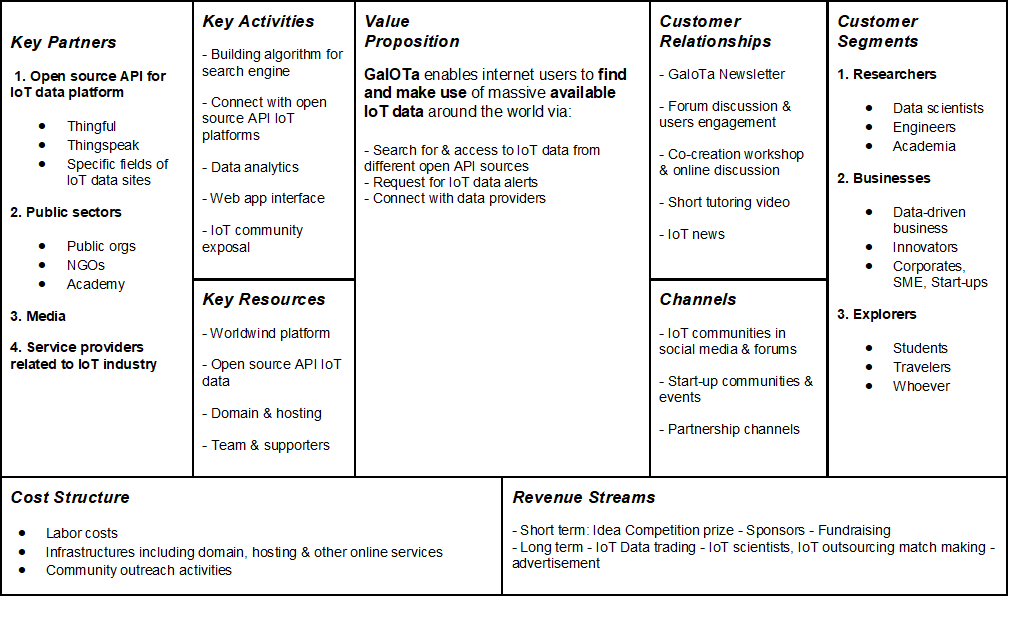 Key Partners
1. Open source API for
IoT data platform
● Thingful
● Thingspeak
● Specific fields of
IoT data sites
2. Public sectors
● Public orgs
● NGOs
● Academy
3. Media
4. Service providers
related to IoT industry
Key Activities
- Building algorithm for
search engine
- Connect with open
source API IoT
platforms
- Data analytics
- Web app interface
- IoT community
exposal
Key Resources
- Worldwind platform
- Open source API IoT
data
- Domain & hosting
- Team & supporters
Value
Proposition
GaIOTa enables internet users to find
and make use of massive available
IoT data around the world via:
- Search for & access to IoT data from
different open API sources
- Request for IoT data alerts
- Connect with data providers
Customer
Relationships
- GaIoTa Newsletter
- Forum discussion &
users engagement
- Co-creation workshop
& online discussion
- Short tutoring video
- IoT news
Channels
- IoT communities in
social media & forums
- Start-up communities &
events
- Partnership channels
Customer
Segments
1. Researchers
● Data scientists
● Engineers
● Academia
2. Businesses
● Data-driven
business
● Innovators
● Corporates,
SME, Start-ups
3. Explorers
● Students
● Travelers
● Whoever
Cost Structure
● Labor costs
● Infrastructures including domain, hosting & other online services
● Community outreach activities
Revenue Streams
- Short term: Idea Competition prize - Sponsors - Fundraising
- Long term - IoT Data trading - IoT scientists, IoT outsourcing match making -
advertisement